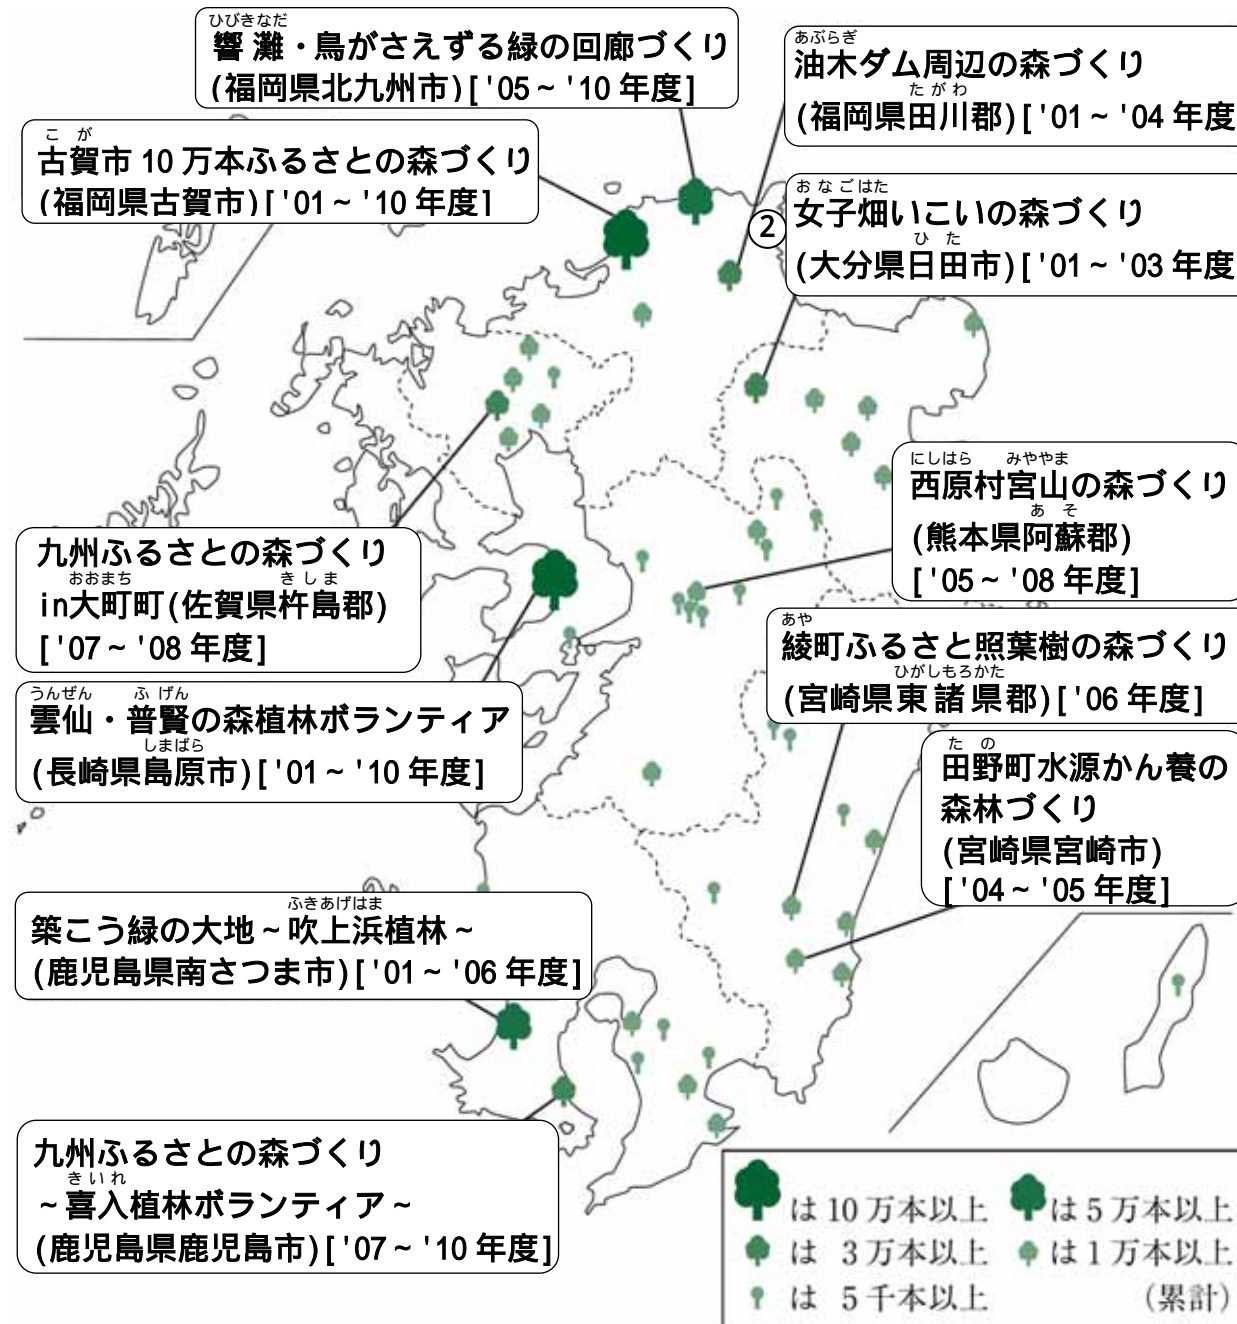 ひびきなだ
響灘・鳥がさえずる緑の回廊づくり
(福岡県北九州市)['05~'10年度]
あぶらぎ
油木ダム周辺の森づくり
たがわ
(福岡県田川郡)['01~'04年度
こが
古賀市10万本ふるさとの森づくり
(福岡県古賀市)['01~'10年度]
②
おなごはた
女子畑いこいの森づくり
ひた
(大分県日田市)['01~'03年度
にしはら みややま
西原村宮山の森づくり
あそ
(熊本県阿蘇郡)
['05~'08年度]
九州ふるさとの森づくり
おおまち きしま
in大町町(佐賀県杵島郡)
['07~'08年度]
あや
綾町ふるさと照葉樹の森づくり
ひがしもろかた
(宮崎県東諸県郡)['06年度]
うんぜん ふげん
雲仙・普賢の森植林ボランティア
しまばら
(長崎県島原市)['01~'10年度]
たの
田野町水源かん養の
森林づくり
(宮崎県宮崎市)
['04~'05年度]
ふきあげはま
築こう緑の大地~吹上浜植林~
(鹿児島県南さつま市)['01~'06年度]
九州ふるさとの森づくり
きいれ
~喜入植林ボランティア~
(鹿児島県鹿児島市)['07~'10年度]
は10万本以上 は5万本以上
は 3万本以上 は1万本以上
は 5千本以上 (累計)